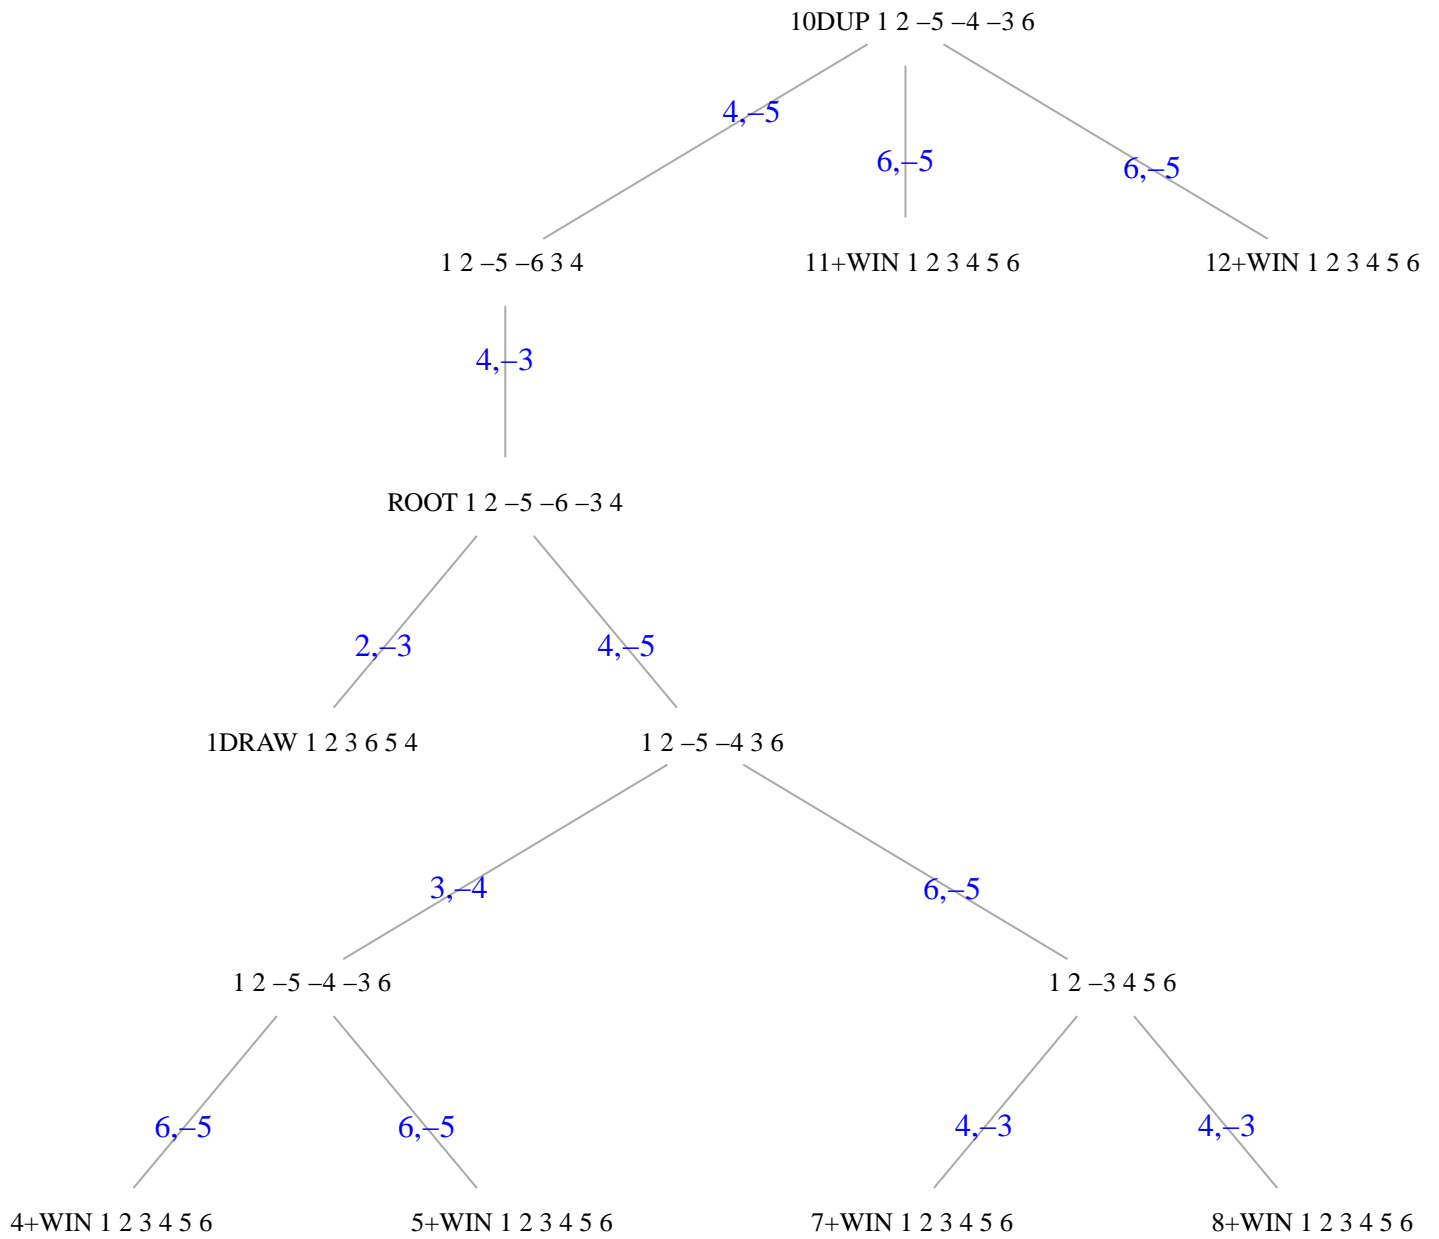 10DUP 1 2 –5 –4 –3 6
4,–5
6,–5
6,–5
1 2 –5 –6 3 4
11+WIN 1 2 3 4 5 6
12+WIN 1 2 3 4 5 6
4,–3
ROOT 1 2 –5 –6 –3 4
2,–3
4,–5
1DRAW 1 2 3 6 5 4
1 2 –5 –4 3 6
3,–4
6,–5
1 2 –5 –4 –3 6
1 2 –3 4 5 6
6,–5
6,–5
4,–3
4,–3
4+WIN 1 2 3 4 5 6
5+WIN 1 2 3 4 5 6
7+WIN 1 2 3 4 5 6
8+WIN 1 2 3 4 5 6